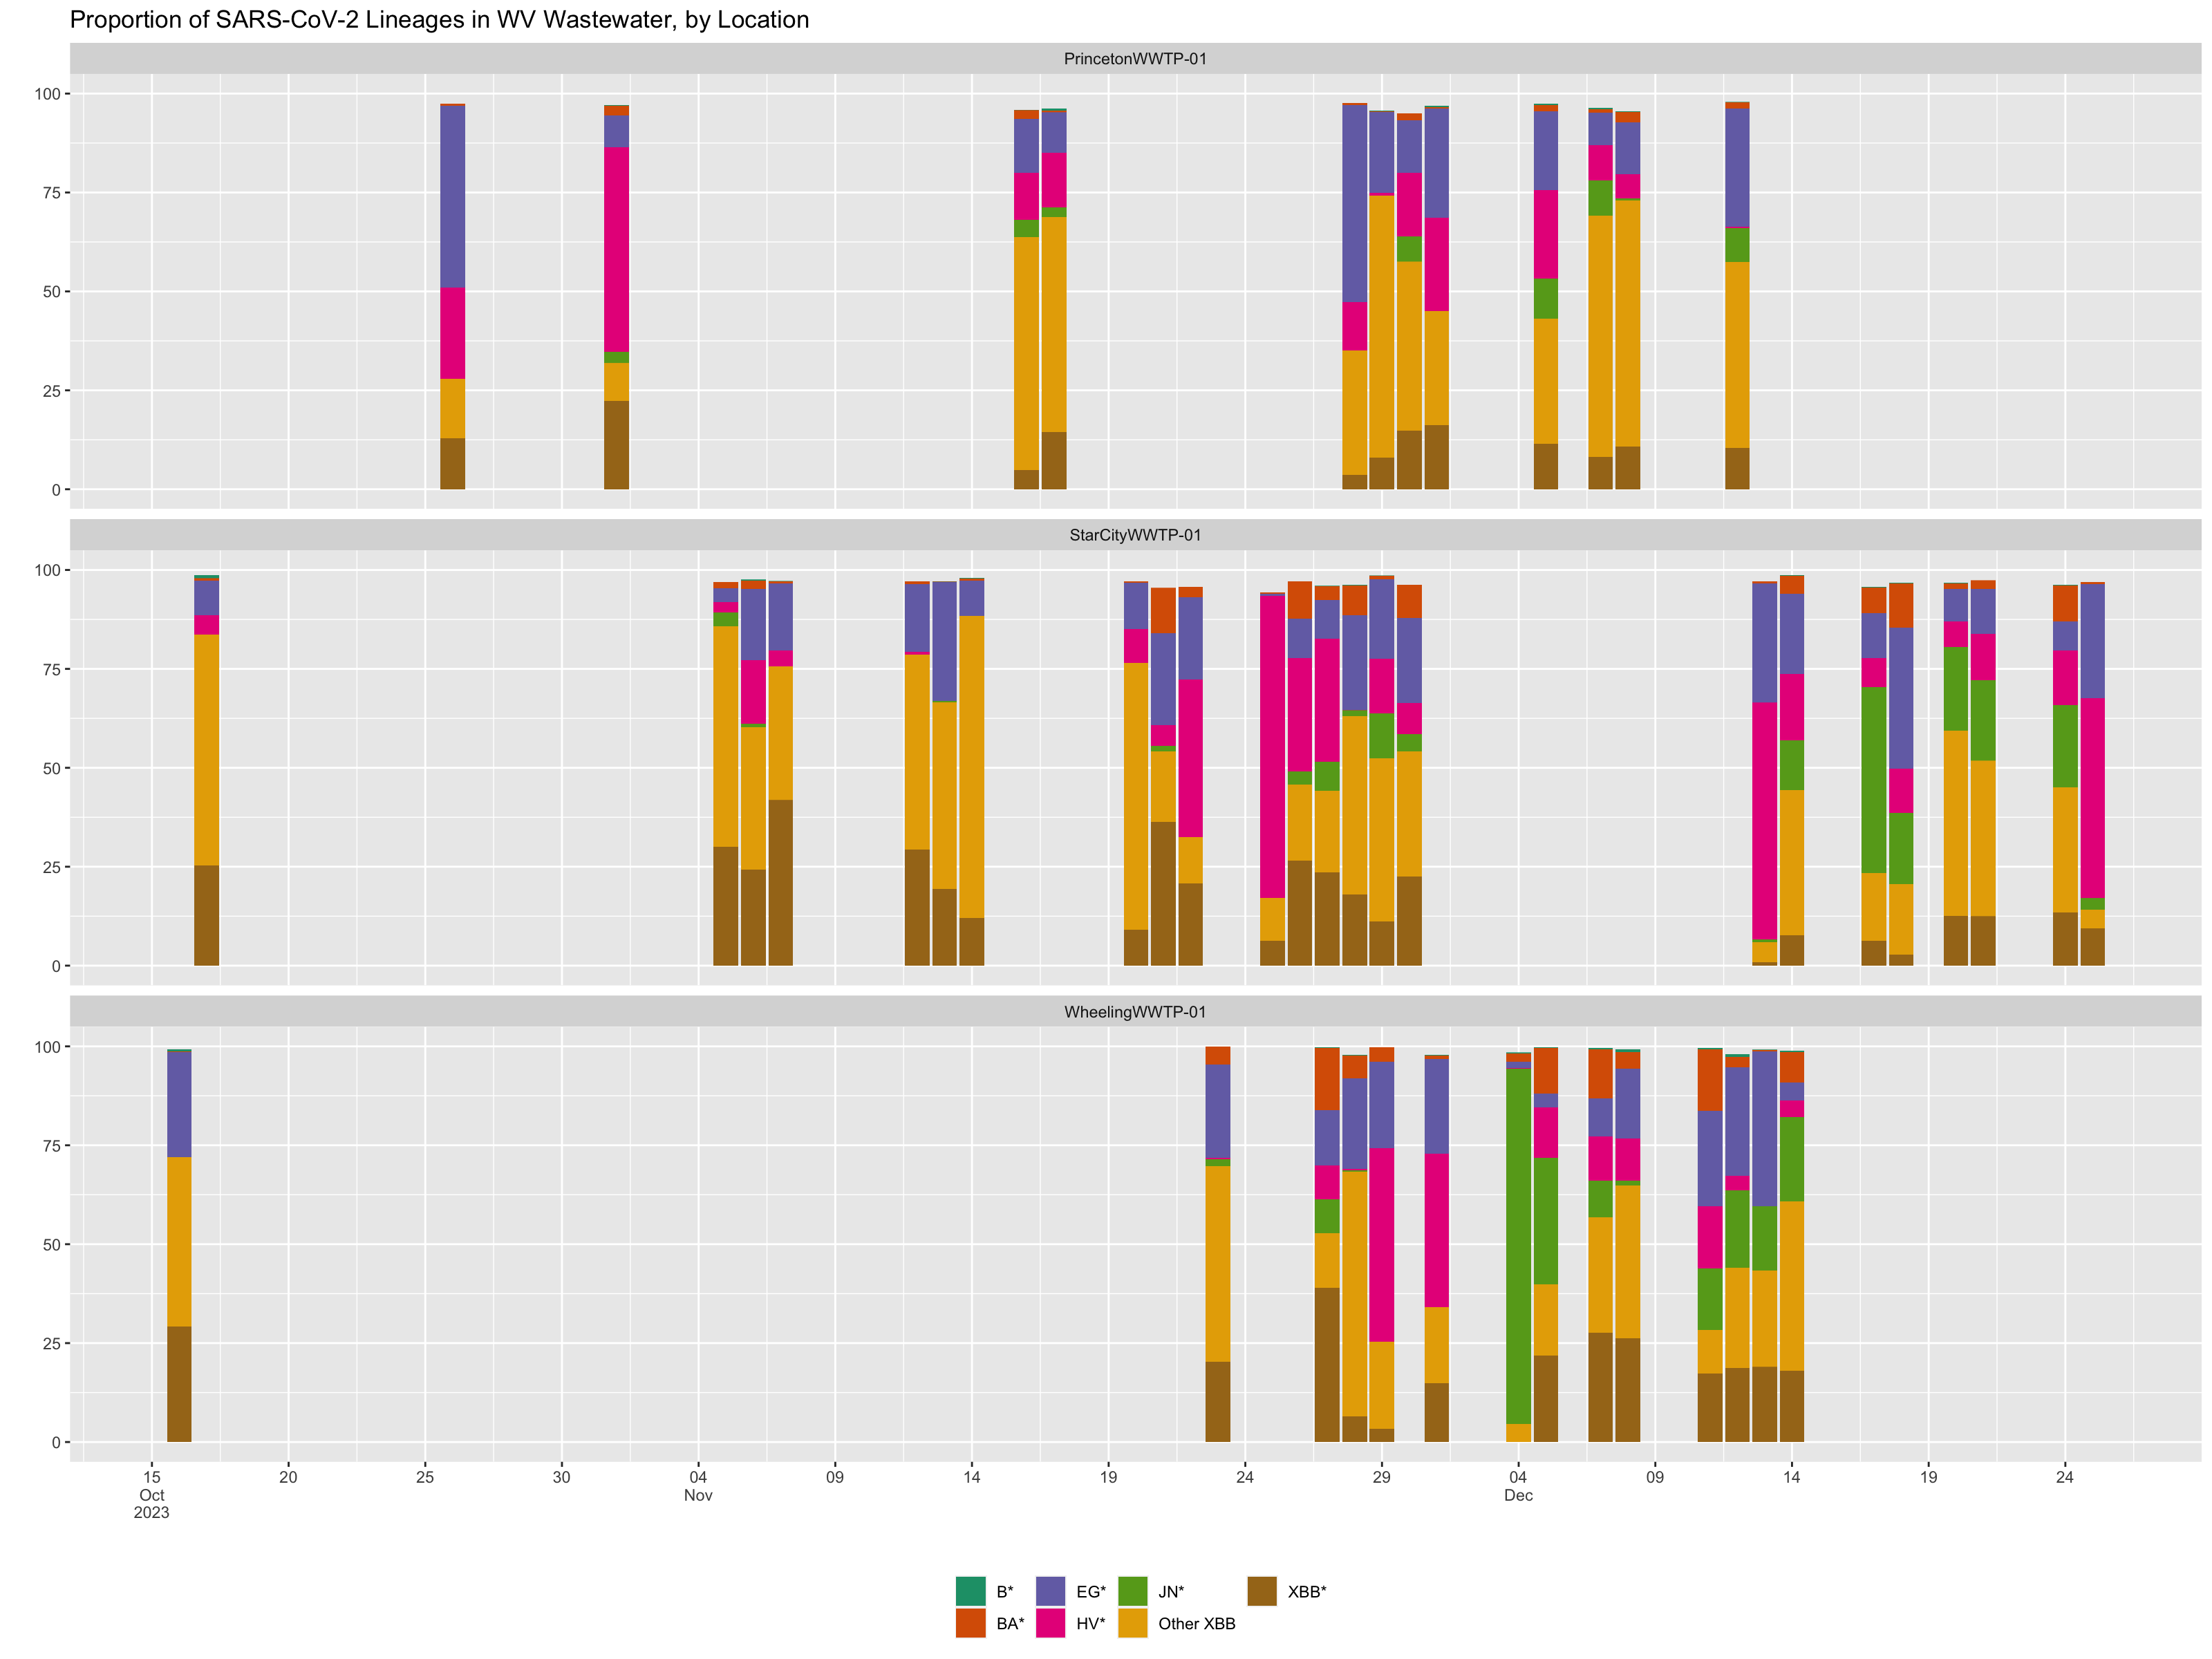 Proportion of SARS-CoV-2 Lineages in WV Wastewater, by Location
PrincetonWWTP-01
100
75
50
25
0
StarCityWWTP-01
100
75
50
25
0
WheelingWWTP-01
100
75
50
25
0
15 20 25 30 04 09 14 19 24 29 04 09 14 19 24
Oct Nov Dec
2023
B* EG* JN* XBB*
BA* HV* Other XBB